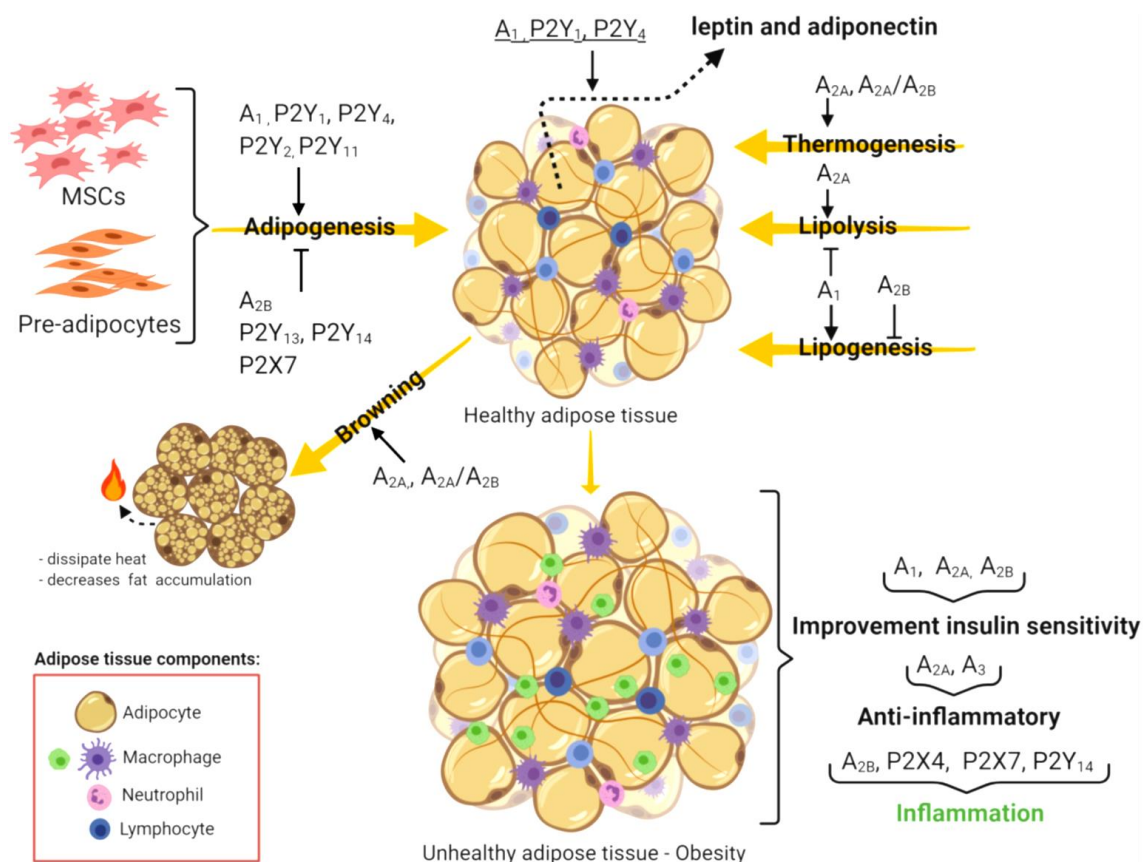 A₁, P2Y₁, P2Y₄
leptin and adiponectin
MSCs
Pre-adipocytes
A₁, P2Y₁, P2Y₄,
P2Y₂, P2Y₁₁
Adipogenesis
A₂B
P2Y₁₃, P2Y₁₄
P2X7
A₂A, A₂A/A₂B
Thermogenesis
A₂A
Lipolysis
A₁
A₂B
Lipogenesis
Healthy adipose tissue
Browning
A₂A, A₂A/A₂B
- dissipate heat
- decreases fat accumulation
A₁, A₂A, A₂B
Improvement insulin sensitivity
A₂A, A₃
Anti-inflammatory
A₂B, P2X4, P2X7, P2Y₁₄
Inflammation
Adipose tissue components:
Adipocyte
Macrophage
Neutrophil
Lymphocyte
Unhealthy adipose tissue - Obesity